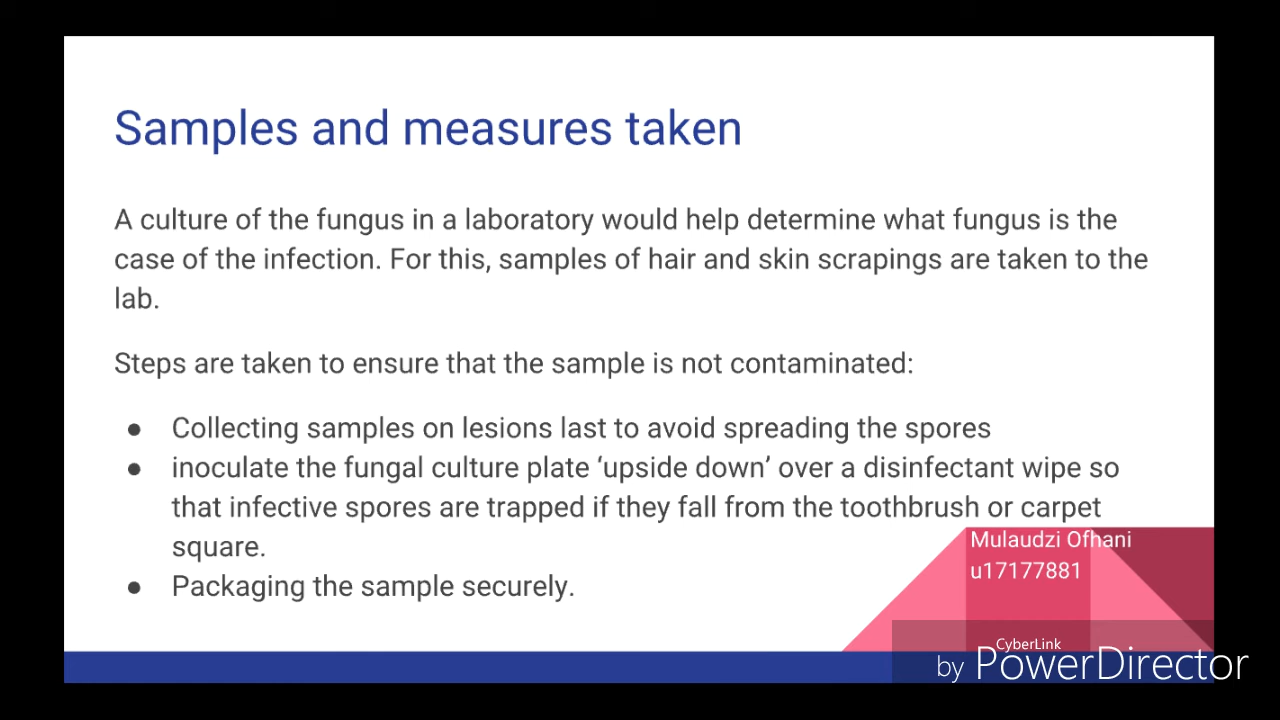 Samples and measures taken
A culture of the fungus in a laboratory would help determine what fungus is the
case of the infection. For this, samples of hair and skin scrapings are taken to the
lab.
Steps are taken to ensure that the sample is not contaminated:
● Collecting samples on lesions last to avoid spreading the spores
● inoculate the fungal culture plate ‘upside down’ over a disinfectant wipe so
that infective spores are trapped if they fall from the toothbrush or carpet
square.
● Packaging the sample securely.
Mulaudzi Ofhani
u17177881
CyberLink
by PowerDirector